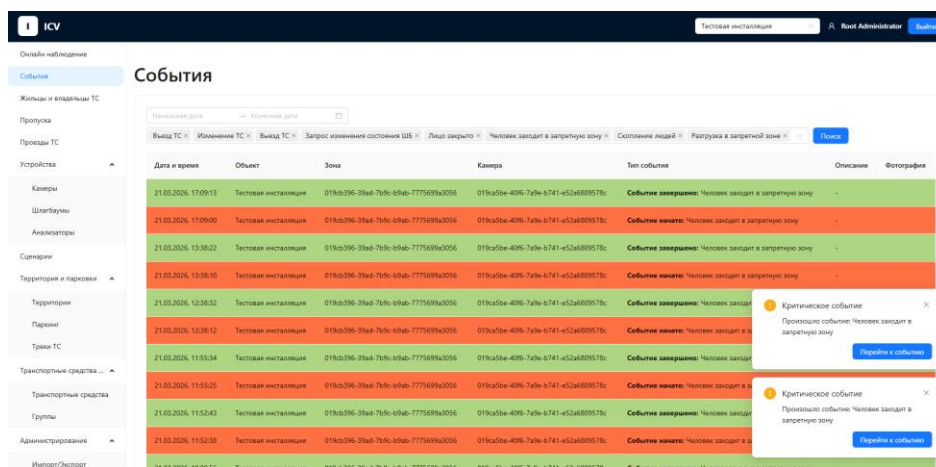 I ICV
Тестовая инсталляция
Root Administrator
Выйти
Онлайн наблюдение
События
Жильцы и владельцы ТС
Пропуска
Проезды ТС
Устройства
Камеры
Шлагбаумы
Анализаторы
Сценарии
Территория и парковки
Территории
Паркинг
Треки ТС
Транспортные средства ...
Транспортные средства
Группы
Администрирование
Импорт/Экспорт
События
Начальная дата → Конечная дата
Въезд ТС × Изменение ТС × Выезд ТС × Запрос изменения состояния ШБ × Лицо закрыто × Человек заходит в запретную зону × Скопление людей × Разгрузка в запретной зоне × Поиск
Дата и время Объект Зона Камера Тип события Описание Фотография
21.03.2026, 17:09:13 Тестовая инсталляция 019cb396-39ad-7b9c-b9ab-7775699a3056 019ca5be-40f6-7a9e-b741-e52a6809578c Событие завершено: Человек заходит в запретную зону -
21.03.2026, 17:09:00 Тестовая инсталляция 019cb396-39ad-7b9c-b9ab-7775699a3056 019ca5be-40f6-7a9e-b741-e52a6809578c Событие начато: Человек заходит в запретную зону -
21.03.2026, 13:38:22 Тестовая инсталляция 019cb396-39ad-7b9c-b9ab-7775699a3056 019ca5be-40f6-7a9e-b741-e52a6809578c Событие завершено: Человек заходит в запретную зону -
21.03.2026, 13:38:10 Тестовая инсталляция 019cb396-39ad-7b9c-b9ab-7775699a3056 019ca5be-40f6-7a9e-b741-e52a6809578c Событие начато: Человек заходит в запретную зону -
21.03.2026, 12:38:32 Тестовая инсталляция 019cb396-39ad-7b9c-b9ab-7775699a3056 019ca5be-40f6-7a9e-b741-e52a6809578c Событие завершено: Человек заходит
21.03.2026, 12:38:12 Тестовая инсталляция 019cb396-39ad-7b9c-b9ab-7775699a3056 019ca5be-40f6-7a9e-b741-e52a6809578c Событие начато: Человек заходит в
21.03.2026, 11:55:34 Тестовая инсталляция 019cb396-39ad-7b9c-b9ab-7775699a3056 019ca5be-40f6-7a9e-b741-e52a6809578c Событие завершено: Человек заходит
21.03.2026, 11:55:25 Тестовая инсталляция 019cb396-39ad-7b9c-b9ab-7775699a3056 019ca5be-40f6-7a9e-b741-e52a6809578c Событие начато: Человек заходит в
21.03.2026, 11:52:43 Тестовая инсталляция 019cb396-39ad-7b9c-b9ab-7775699a3056 019ca5be-40f6-7a9e-b741-e52a6809578c Событие завершено: Человек заходит
21.03.2026, 11:52:38 Тестовая инсталляция 019cb396-39ad-7b9c-b9ab-7775699a3056 019ca5be-40f6-7a9e-b741-e52a6809578c Событие начато: Человек заходит в
Критическое событие ×
Произошло событие: Человек заходит в
запретную зону
Перейти к событию
Критическое событие ×
Произошло событие: Человек заходит в
запретную зону
Перейти к событию